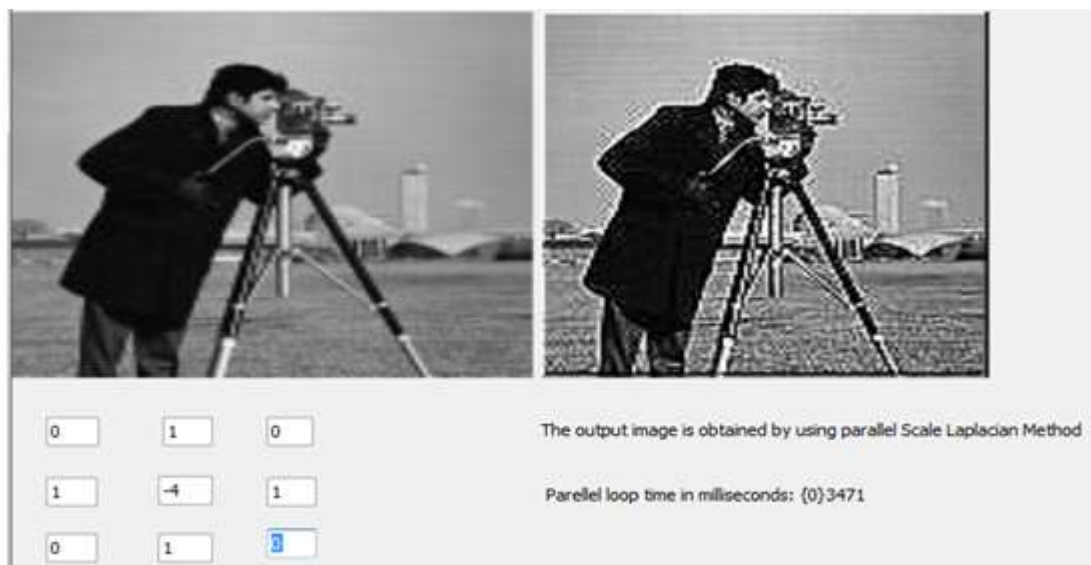 0 1 0
The output image is obtained by using parallel Scale Laplacian Method
1 -4 1
Parellel loop time in milliseconds: {0}3471
0 1 0